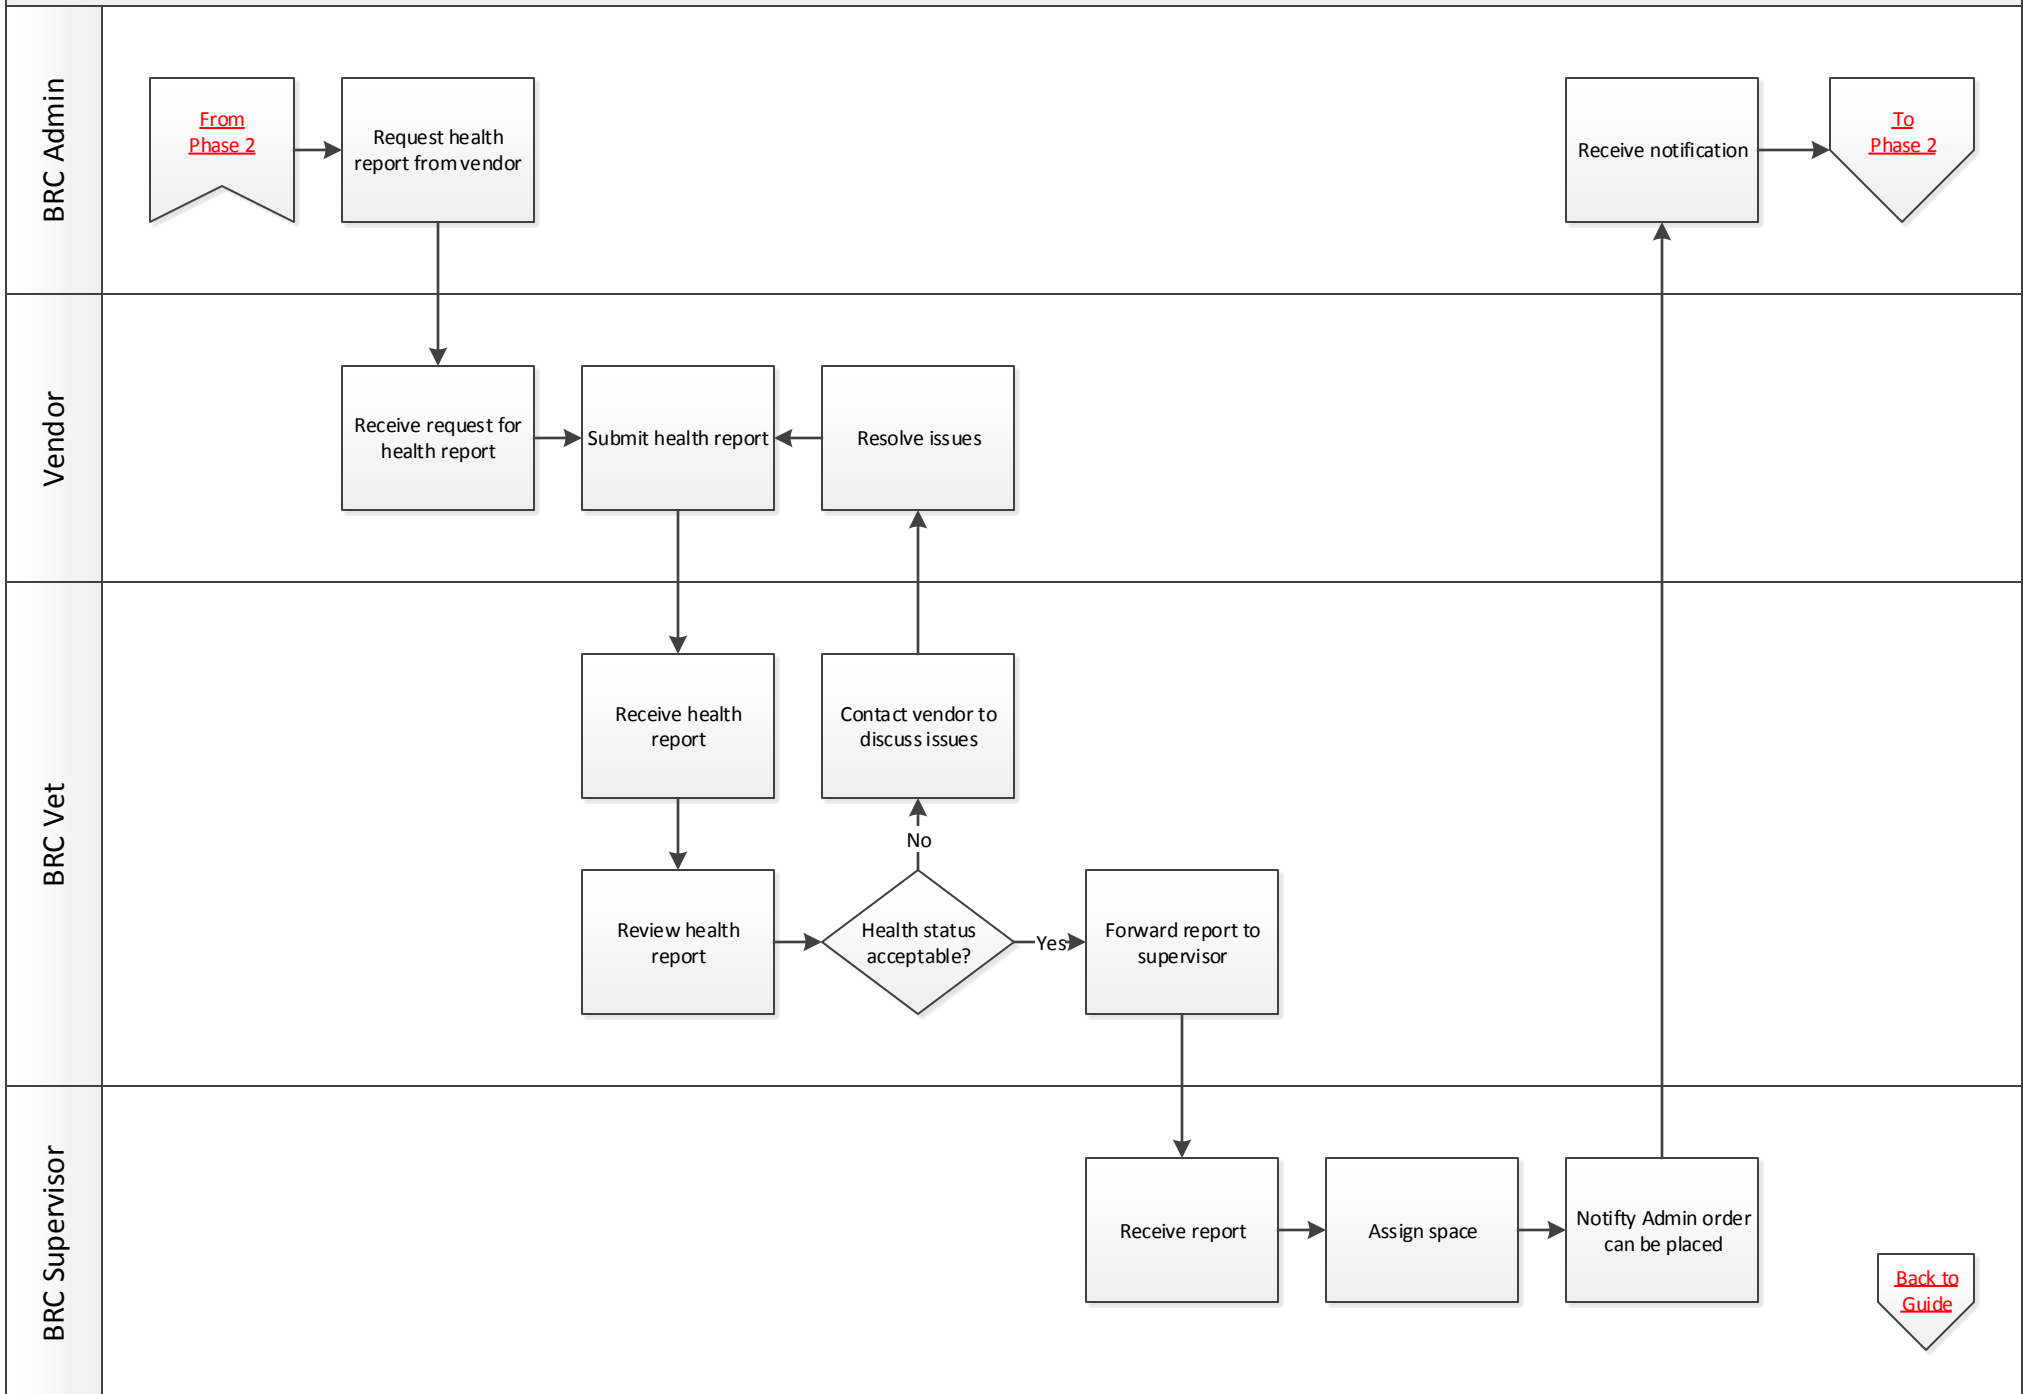 BRC Admin
From
Phase 2
Request health
report from vendor
Receive notification
To
Phase 2
Vendor
Receive request for
health report
Submit health report
Resolve issues
BRC Vet
Receive health
report
Contact vendor to
discuss issues
No
Review health
report
Health status
acceptable?
Yes
Forward report to
supervisor
BRC Supervisor
Receive report
Assign space
Notifty Admin order
can be placed
Back to
Guide